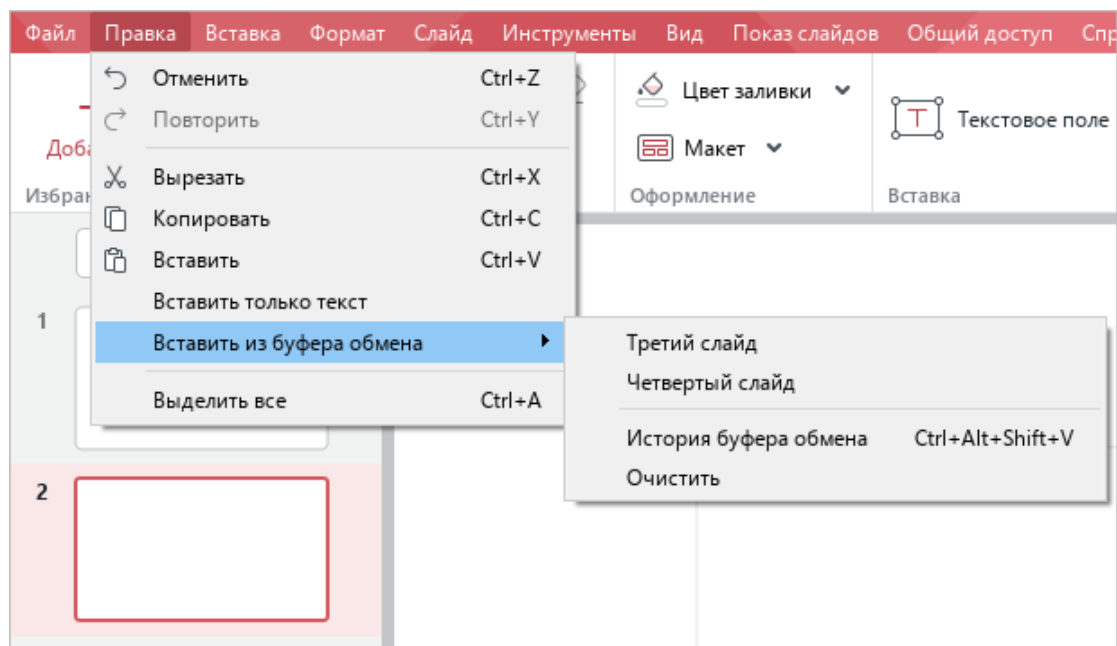 Файл Правка Вставка Формат Слайд Инструменты Вид Показ слайдов Общий доступ
Отменить Ctrl+Z
Повторить Ctrl+Y
Вырезать Ctrl+X
Копировать Ctrl+C
Вставить Ctrl+V
Вставить только текст
Вставить из буфера обмена
Выделить все Ctrl+A
Цвет заливки
Макет
Оформление
Текстовое поле
Вставка
Третий слайд
Четвертый слайд
История буфера обмена Ctrl+Alt+Shift+V
Очистить
1
2